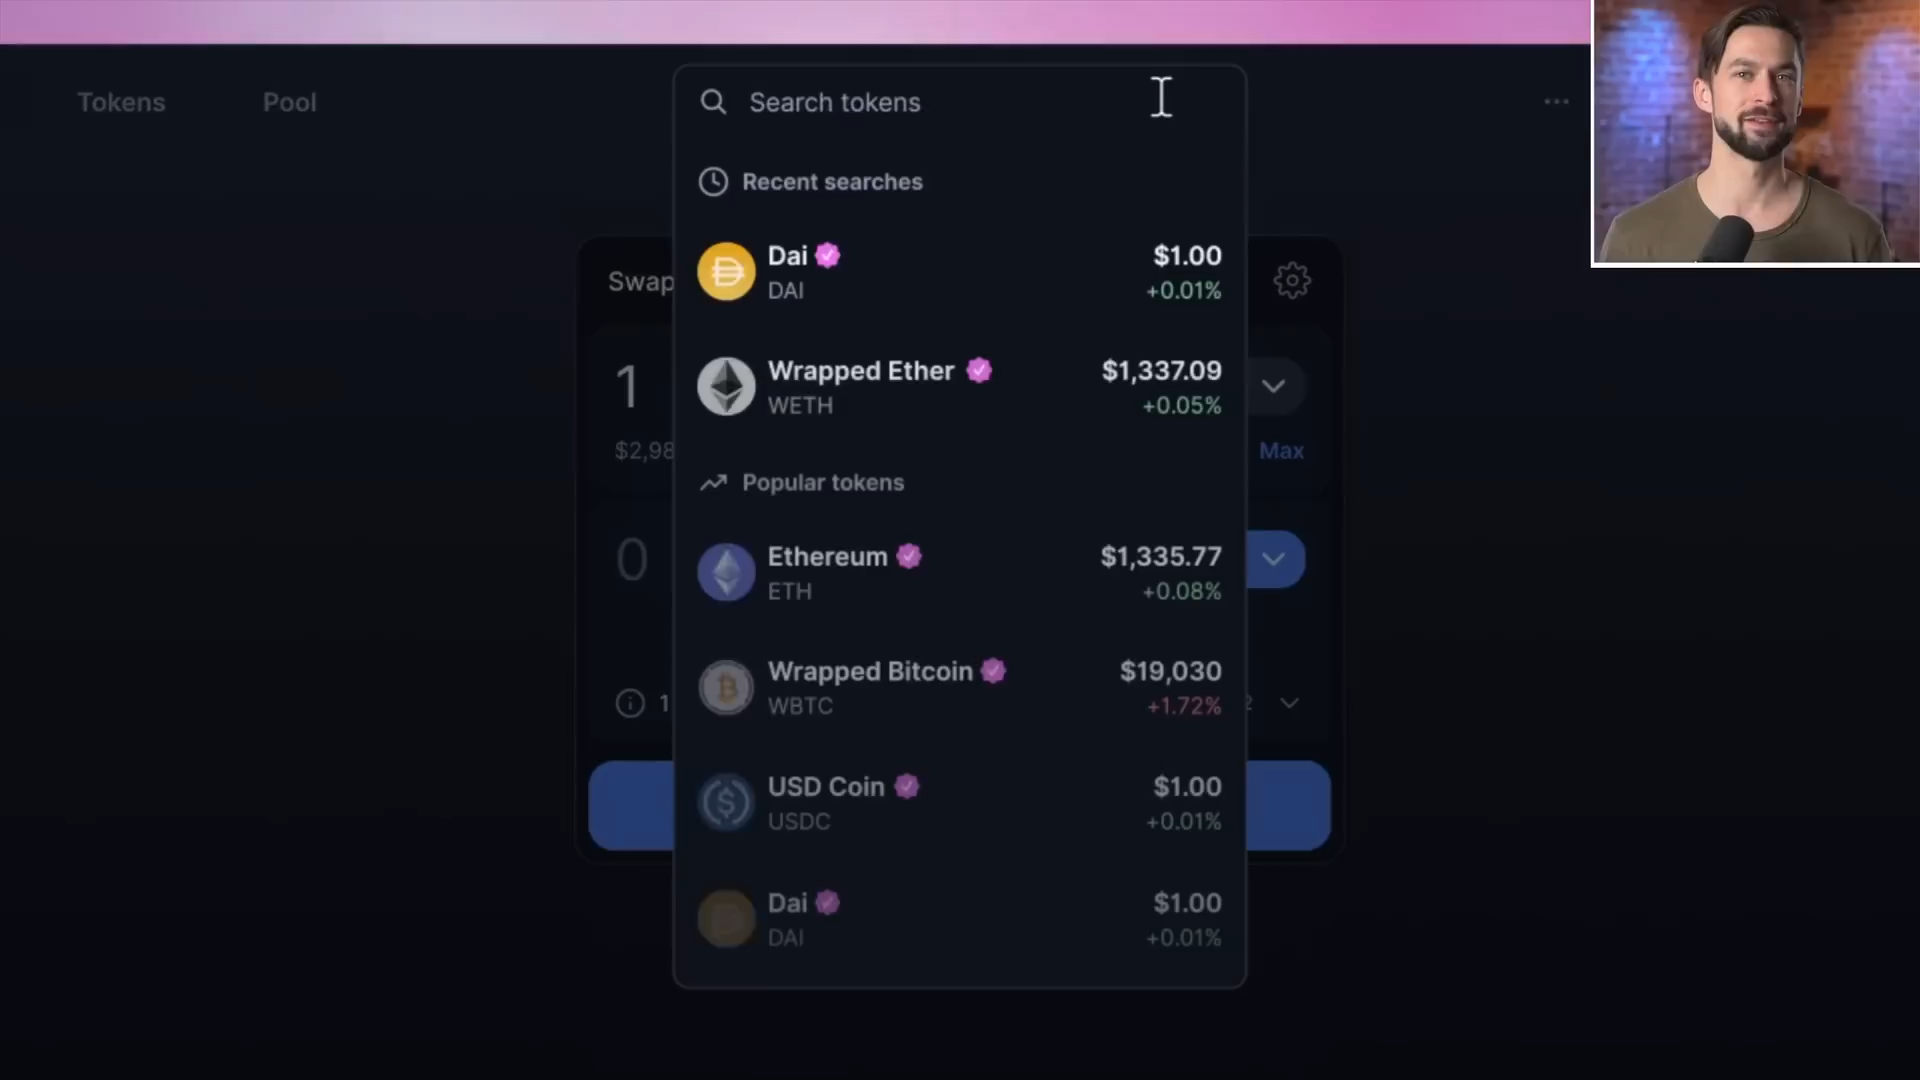 Tokens
Pool
Search tokens
Recent searches
Dai
$1.00
DAI
+0.01%
Wrapped Ether
$1,337.09
WETH
+0.05%
Popular tokens
Ethereum
$1,335.77
ETH
+0.08%
Wrapped Bitcoin
$19,030
WBTC
+1.72%
USD Coin
$1.00
USDC
+0.01%
Dai
$1.00
DAI
+0.01%
Swap
1
$2,98
Max
0
1
2